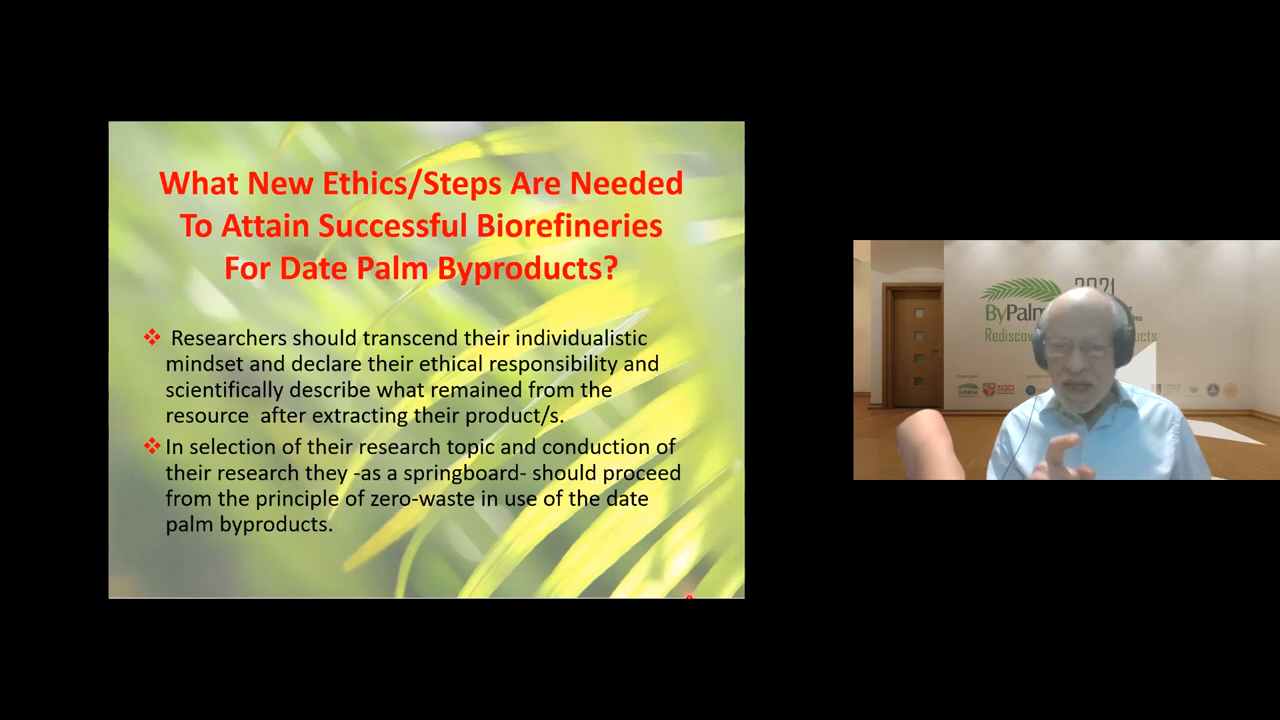 What New Ethics/Steps Are Needed
To Attain Successful Biorefineries
For Date Palm Byproducts?
❖ Researchers should transcend their individualistic
mindset and declare their ethical responsibility and
scientifically describe what remained from the
resource after extracting their product/s.
❖ In selection of their research topic and conduction of
their research they -as a springboard- should proceed
from the principle of zero-waste in use of the date
palm byproducts.
2021
ByPalm